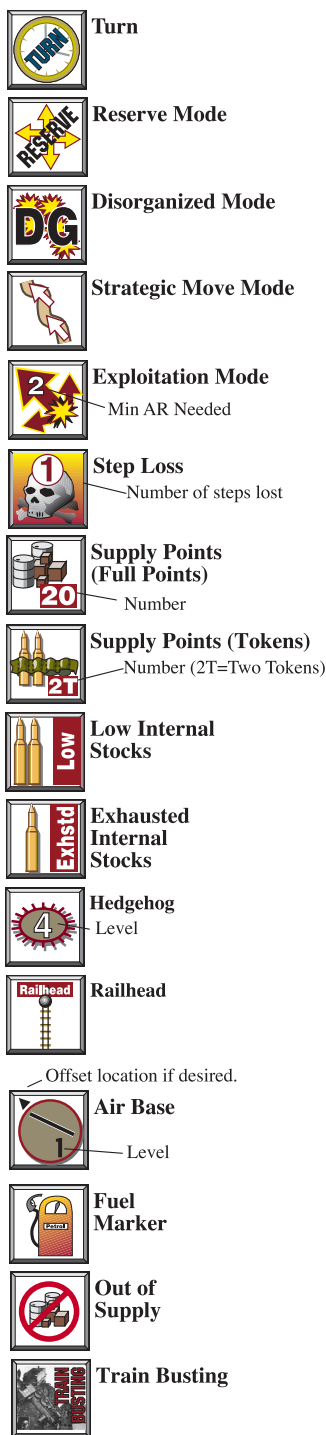 TURN
Turn
RESERVE
Reserve Mode
DG
Disorganized Mode
Strategic Move Mode
2
Exploitation Mode
Min AR Needed
1
Step Loss
Number of steps lost
Supply Points
(Full Points)
20
Number
Supply Points (Tokens)
Number (2T=Two Tokens)
2T
Low
Low Internal
Stocks
Exhstd
Exhausted
Internal
Stocks
Hedgehog
4
Level
Railhead
Railhead
Offset location if desired.
Air Base
1
Level
Petrol
Fuel
Marker
Out of
Supply
TRAIN
BUSTING
Train Busting